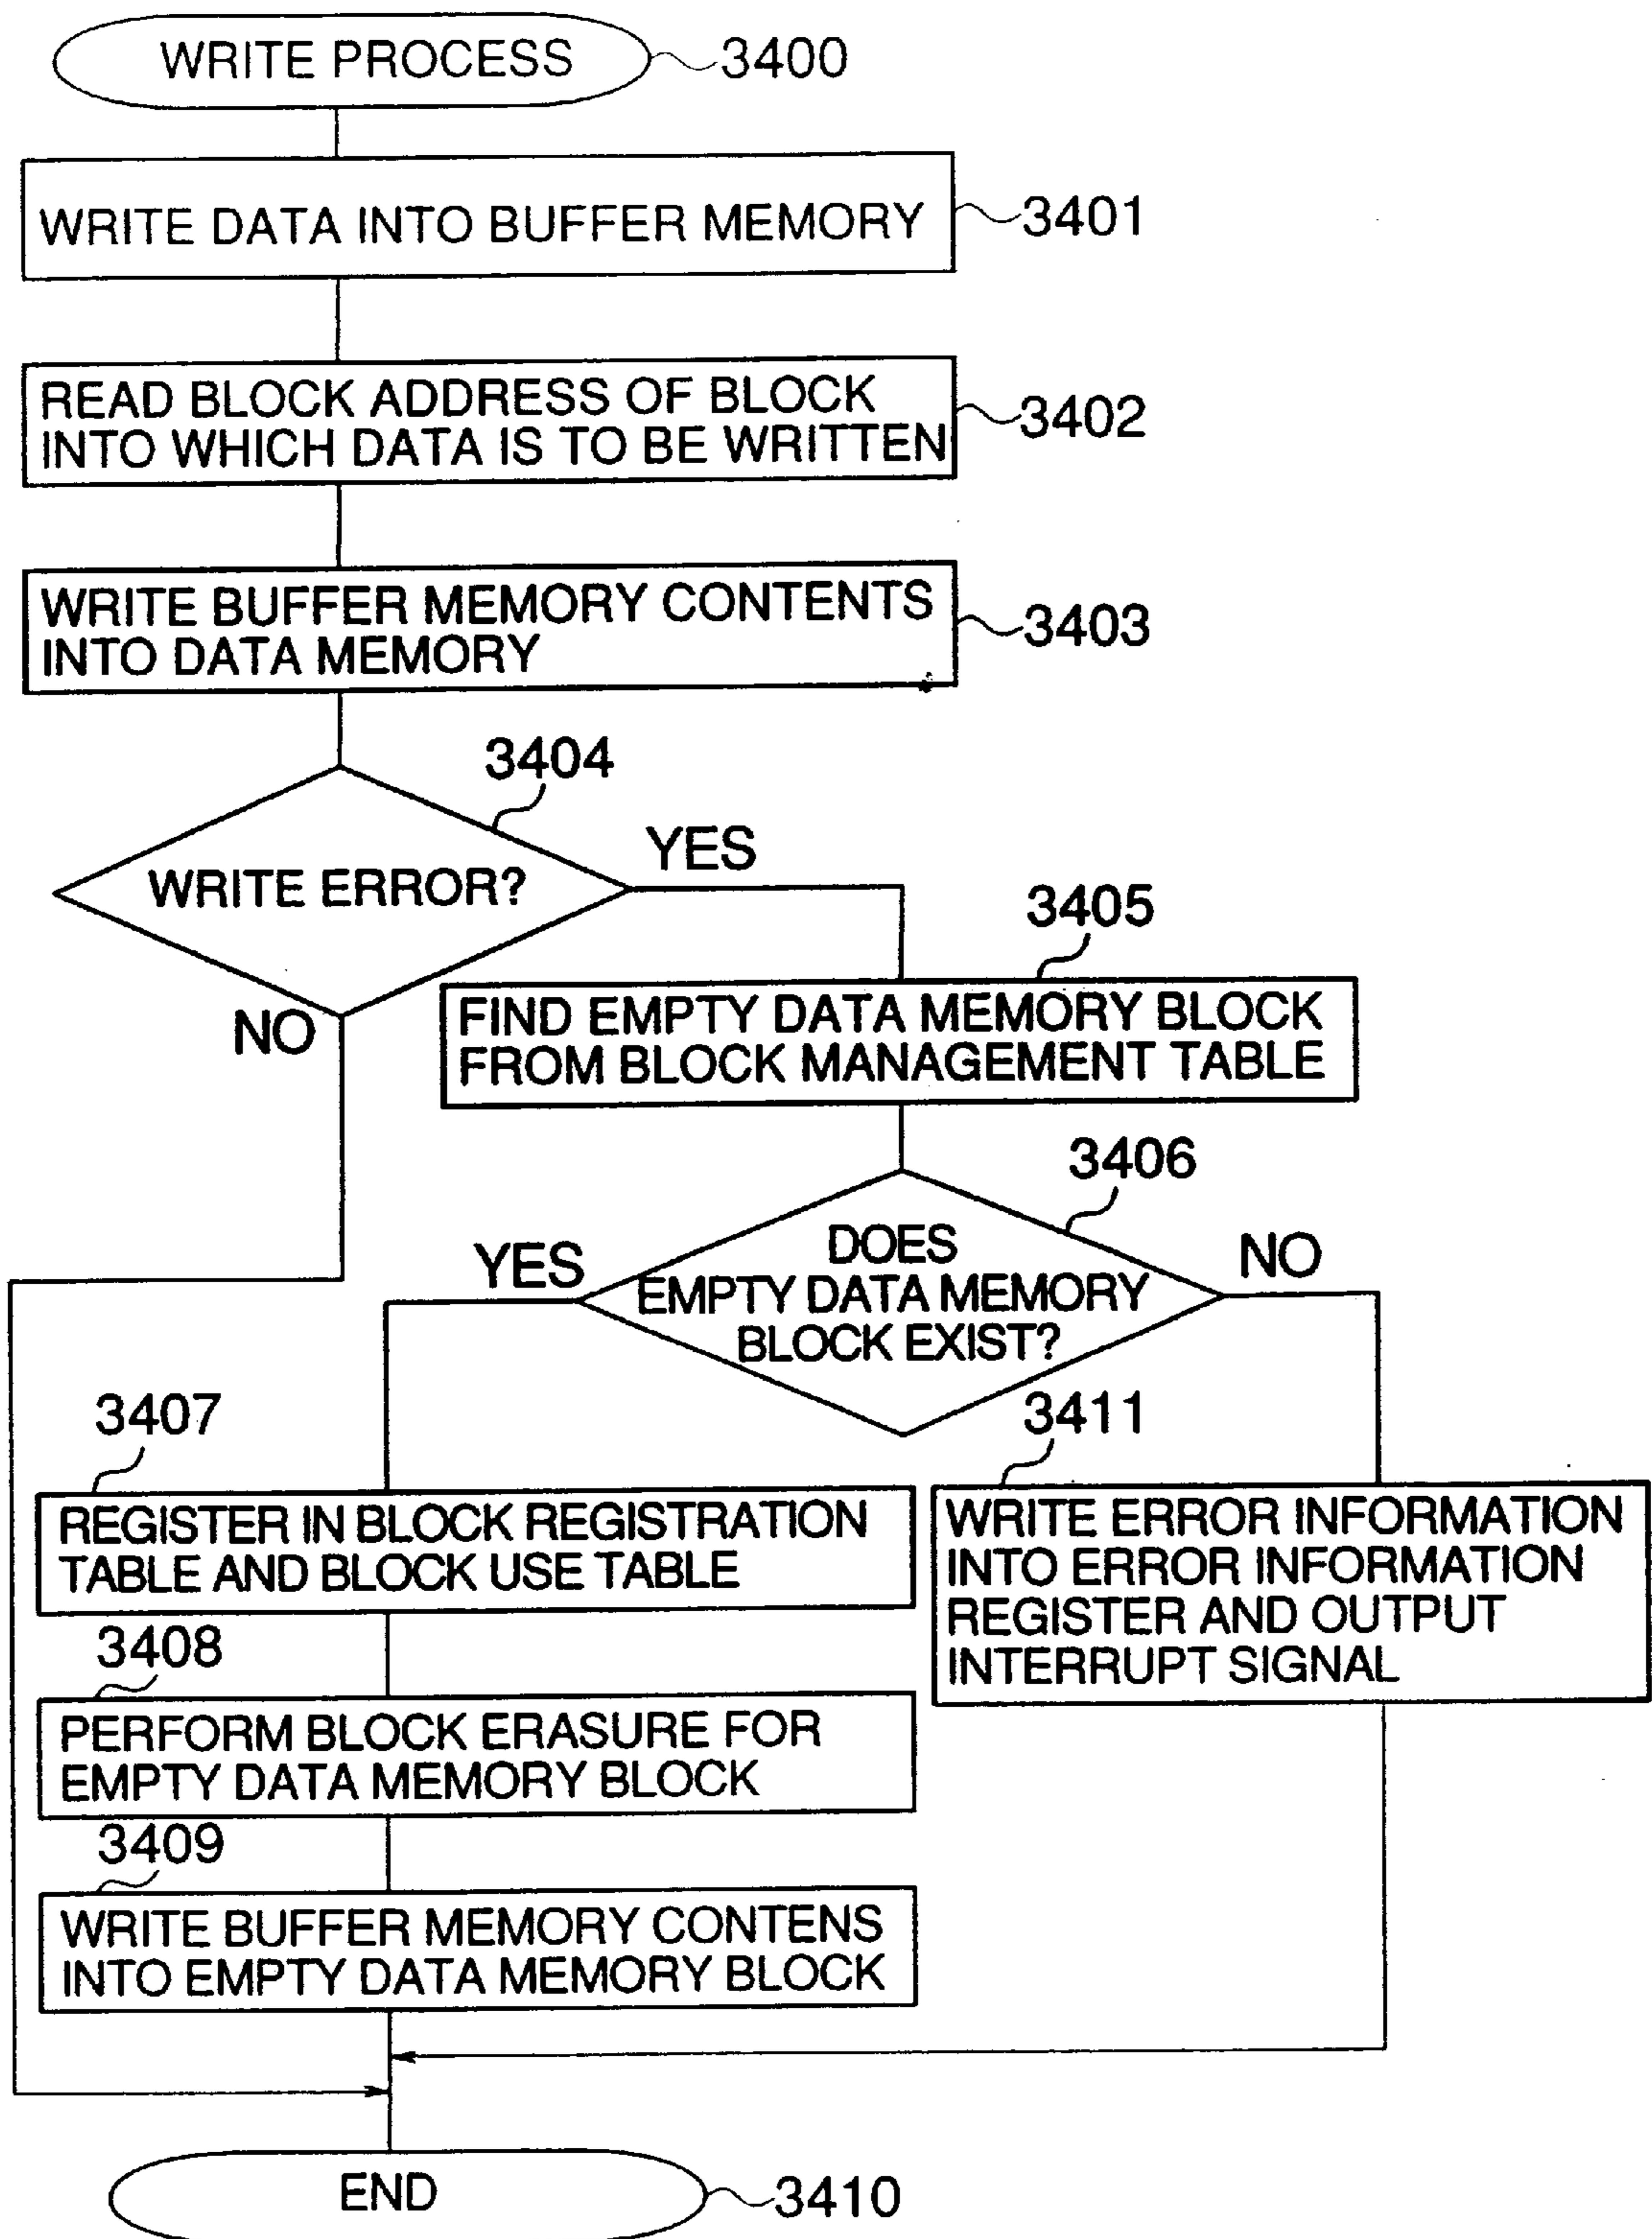 WRITE PROCESS
3400
WRITE DATA INTO BUFFER MEMORY
3401
READ BLOCK ADDRESS OF BLOCK
INTO WHICH DATA IS TO BE WRITTEN
3402
WRITE BUFFER MEMORY CONTENTS
INTO DATA MEMORY
3403
3404
WRITE ERROR?
YES
NO
3405
FIND EMPTY DATA MEMORY BLOCK
FROM BLOCK MANAGEMENT TABLE
3406
DOES
EMPTY DATA MEMORY
BLOCK EXIST?
YES
NO
3407
REGISTER IN BLOCK REGISTRATION
TABLE AND BLOCK USE TABLE
3411
WRITE ERROR INFORMATION
INTO ERROR INFORMATION
REGISTER AND OUTPUT
INTERRUPT SIGNAL
3408
PERFORM BLOCK ERASURE FOR
EMPTY DATA MEMORY BLOCK
3409
WRITE BUFFER MEMORY CONTENS
INTO EMPTY DATA MEMORY BLOCK
END
3410